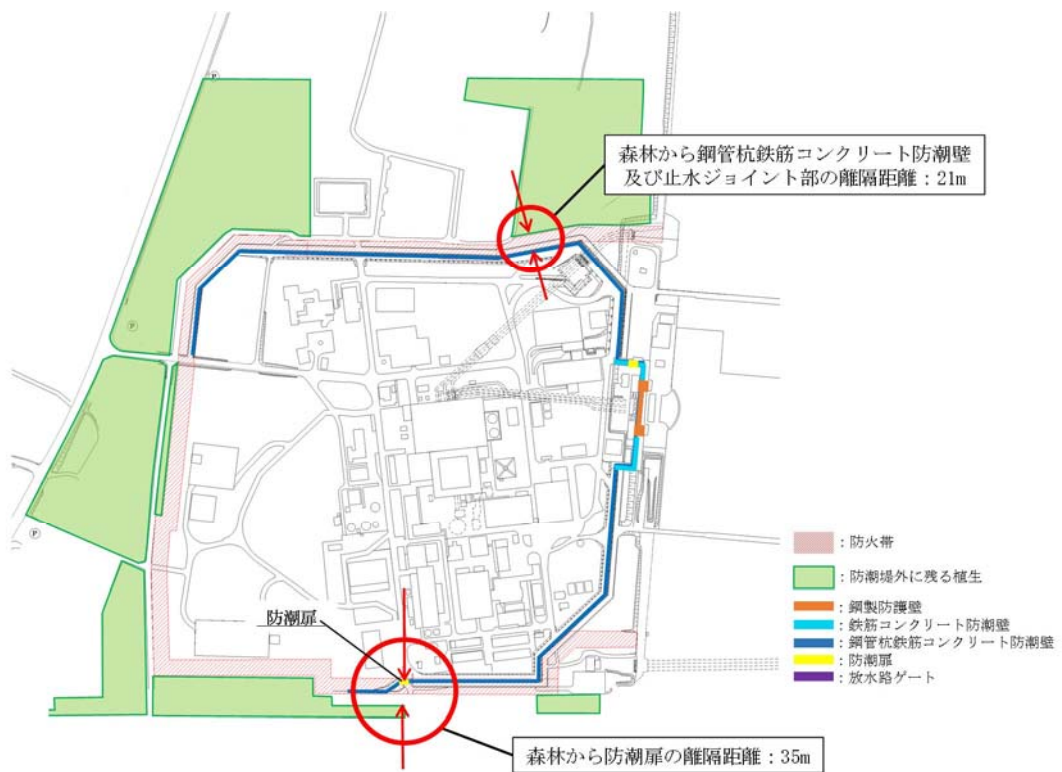 Ⓟ
森林から鋼管杭鉄筋コンクリート防潮壁
及び止水ジョイント部の離隔距離：21m
Ⓟ
Ⓟ
：防火帯
：防潮堤外に残る植生
：鋼製防護壁
：鉄筋コンクリート防潮壁
：鋼管杭鉄筋コンクリート防潮壁
：防潮扉
：放水路ゲート
防潮扉
森林から防潮扉の離隔距離：35m